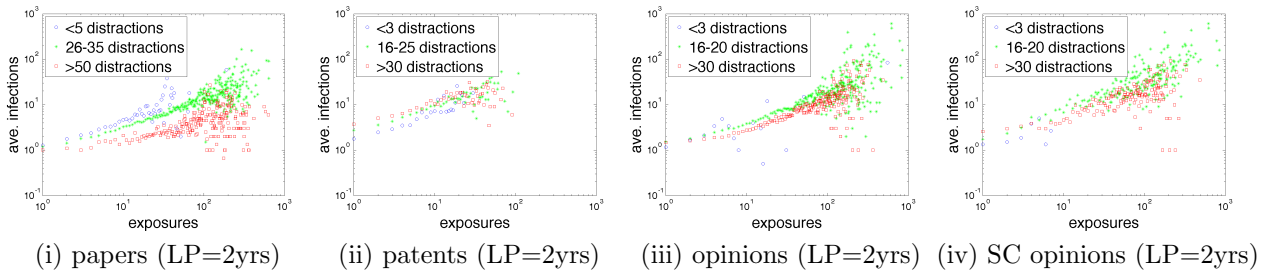 10³
<5 distractions
26-35 distractions
>50 distractions
10²
10¹
10⁰
10⁻¹
10⁰ 10¹ 10² 10³
ave. infections
exposures
(i) papers (LP=2yrs)
10³
<3 distractions
16-25 distractions
>30 distractions
10²
10¹
10⁰
10⁻¹
10⁰ 10¹ 10² 10³
ave. infections
exposures
(ii) patents (LP=2yrs)
10³
<3 distractions
16-20 distractions
>30 distractions
10²
10¹
10⁰
10⁻¹
10⁰ 10¹ 10² 10³
ave. infections
exposures
(iii) opinions (LP=2yrs)
10³
<3 distractions
16-20 distractions
>30 distractions
10²
10¹
10⁰
10⁻¹
10⁰ 10¹ 10² 10³
ave. infections
exposures
(iv) SC opinions (LP=2yrs)